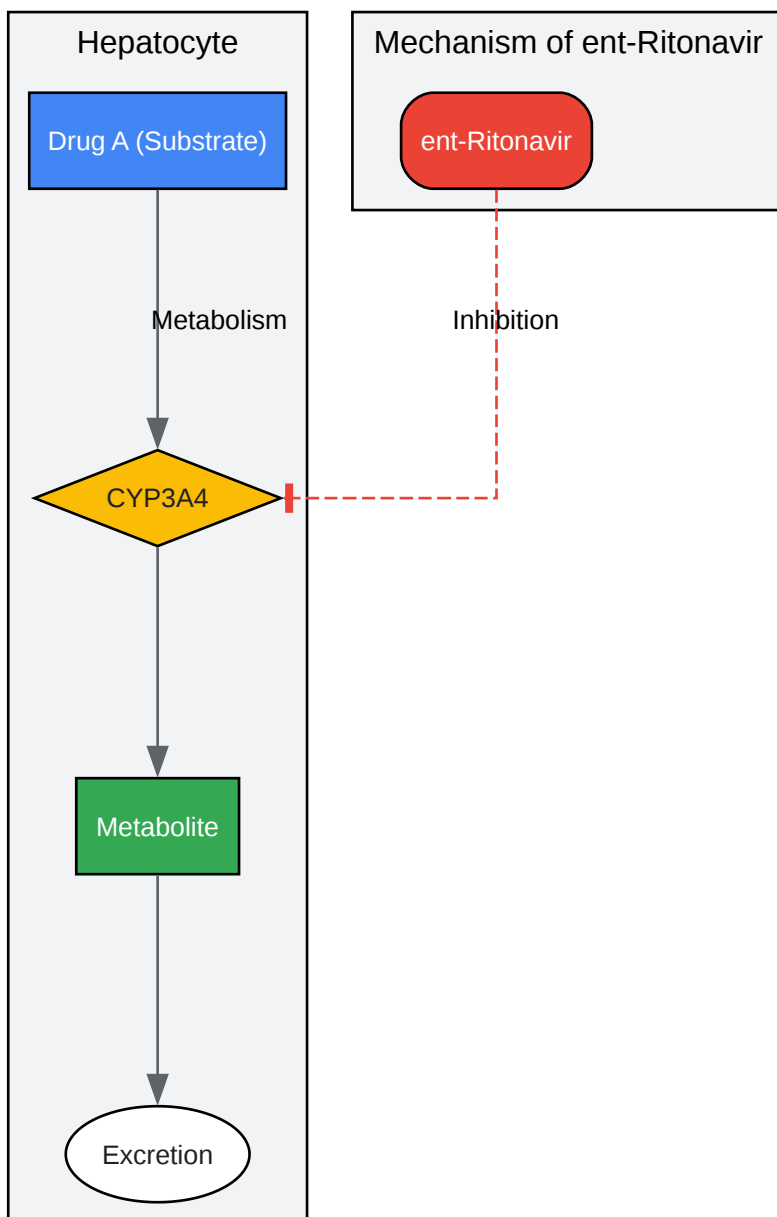 Hepatocyte
Mechanism of ent-Ritonavir
Drug A (Substrate)
ent-Ritonavir
Metabolism
Inhibition
CYP3A4
Metabolite
Excretion